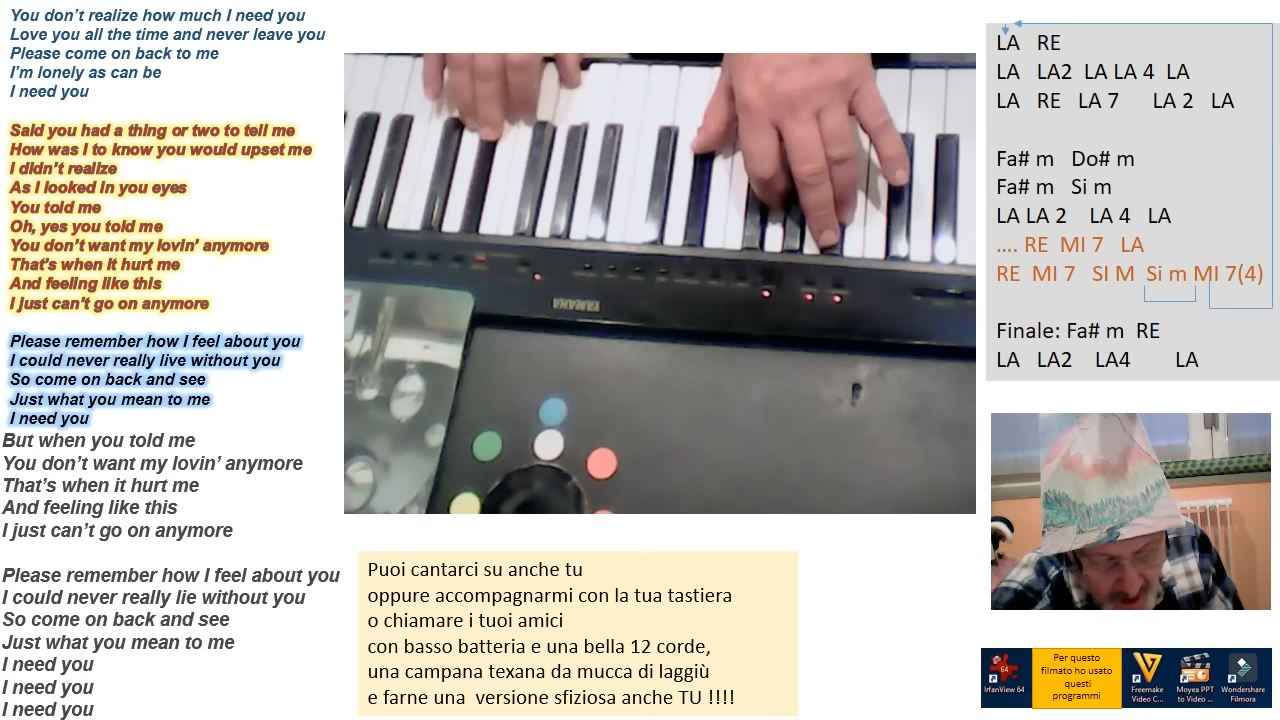 You don't realize how much I need you
Love you all the time and never leave you
Please come on back to me
I'm lonely as can be
I need you
Said you had a thing or two to tell me
How was I to know you would upset me
I didn't realize
As I looked in you eyes
You told me
Oh, yes you told me
You don't want my lovin' anymore
That's when it hurt me
And feeling like this
I just can't go on anymore
Please remember how I feel about you
I could never really live without you
So come on back and see
Just what you mean to me
I need you
But when you told me
You don't want my lovin' anymore
That's when it hurt me
And feeling like this
I just can't go on anymore
Please remember how I feel about you
I could never really lie without you
So come on back and see
Just what you mean to me
I need you
I need you
I need you
YAMAHA
Puoi cantarci su anche tu
oppure accompagnarmi con la tua tastiera
o chiamare i tuoi amici
con basso batteria e una bella 12 corde,
una campana texana da mucca di laggiù
e farne una versione sfiziosa anche TU !!!!
LA RE
LA LA2 LA LA 4 LA
LA RE LA 7 LA 2 LA
Fa# m Do# m
Fa# m Si m
LA LA 2 LA 4 LA
.... RE MI 7 LA
RE MI 7 SI M Si m MI 7(4)
Finale: Fa# m RE
LA LA2 LA4 LA
64
IrfanView 64
Per questo
filmato ho usato
questi
programmi
Freemake
Video C...
Moyea PPT
to Video ...
Wondershare
Filmora